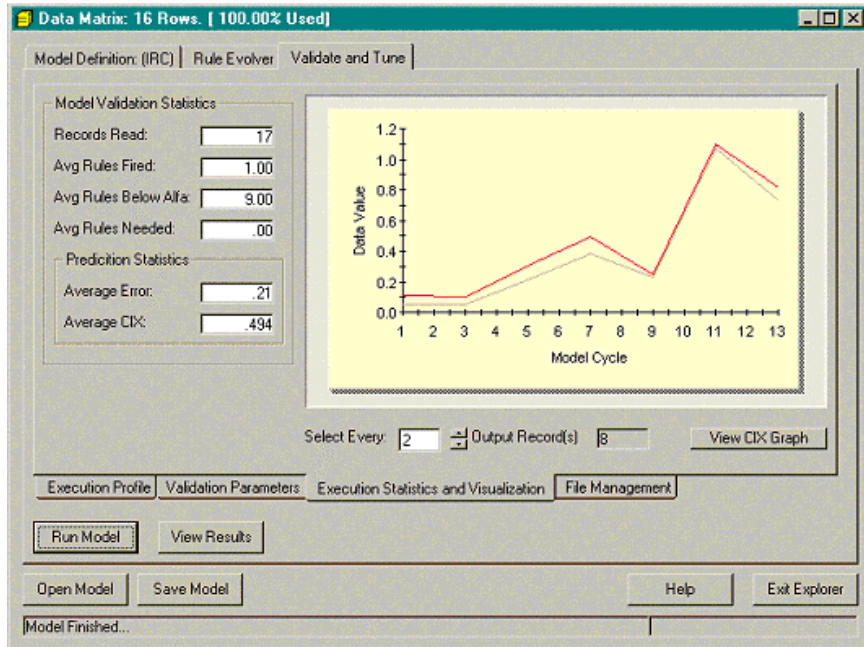 Data Matrix: 16 Rows. [ 100.00% Used]
Model Definition: (IRC) Rule Evolver Validate and Tune
Model Validation Statistics
Records Read: 17
Avg Rules Fired: 1.00
Avg Rules Below Alfa: 9.00
Avg Rules Needed: .00
Predicition Statistics
Average Error: .21
Average CIX: .494
Data Value
1.2
1.0
0.8
0.6
0.4
0.2
0.0
1 2 3 4 5 6 7 8 9 10 11 12 13
Model Cycle
Select Every: 2 Output Record(s) 8 View CIX Graph
Execution Profile Validation Parameters Execution Statistics and Visualization File Management
Run Model View Results
Open Model Save Model Help Exit Explorer
Model Finished...